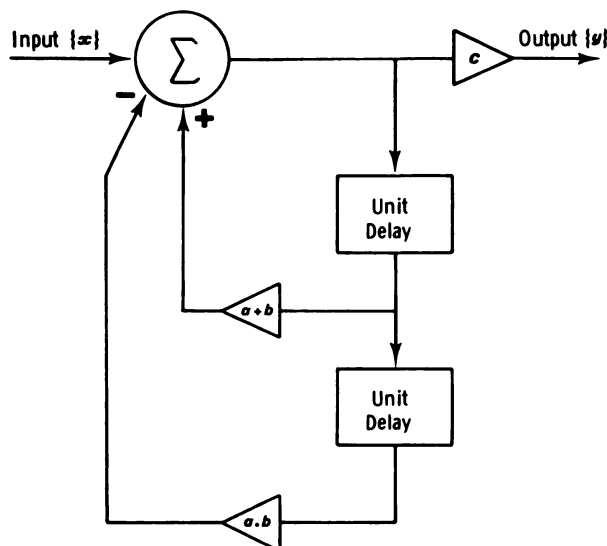 Input {x}
Σ
c
Output {y}
−
+
Unit
Delay
a + b
Unit
Delay
a.b